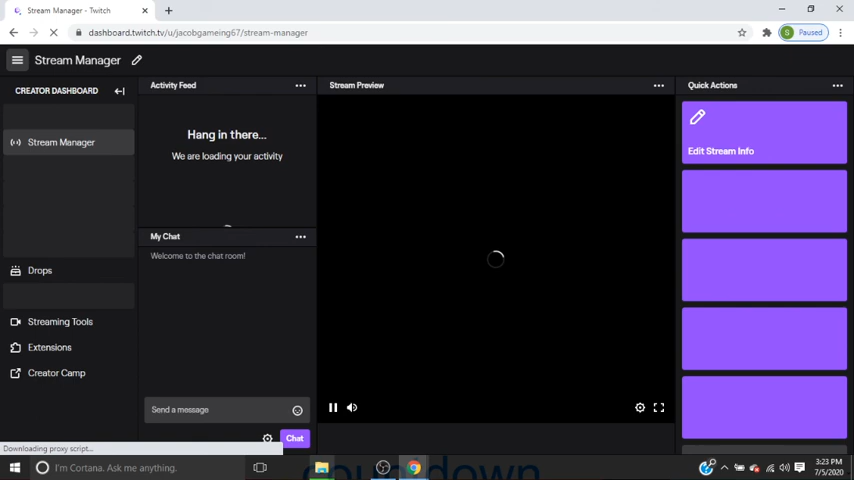 Stream Manager - Twitch
dashboard.twitch.tv/u/jacobgameing67/stream-manager
S
Paused
Stream Manager
CREATOR DASHBOARD
Stream Manager
Drops
Streaming Tools
Extensions
Creator Camp
Activity Feed
Hang in there...
We are loading your activity
My Chat
Welcome to the chat room!
Send a message
Chat
Stream Preview
Quick Actions
Edit Stream Info
Downloading proxy script...
I'm Cortana. Ask me anything.
countdown
3:23 PM
7/5/2020